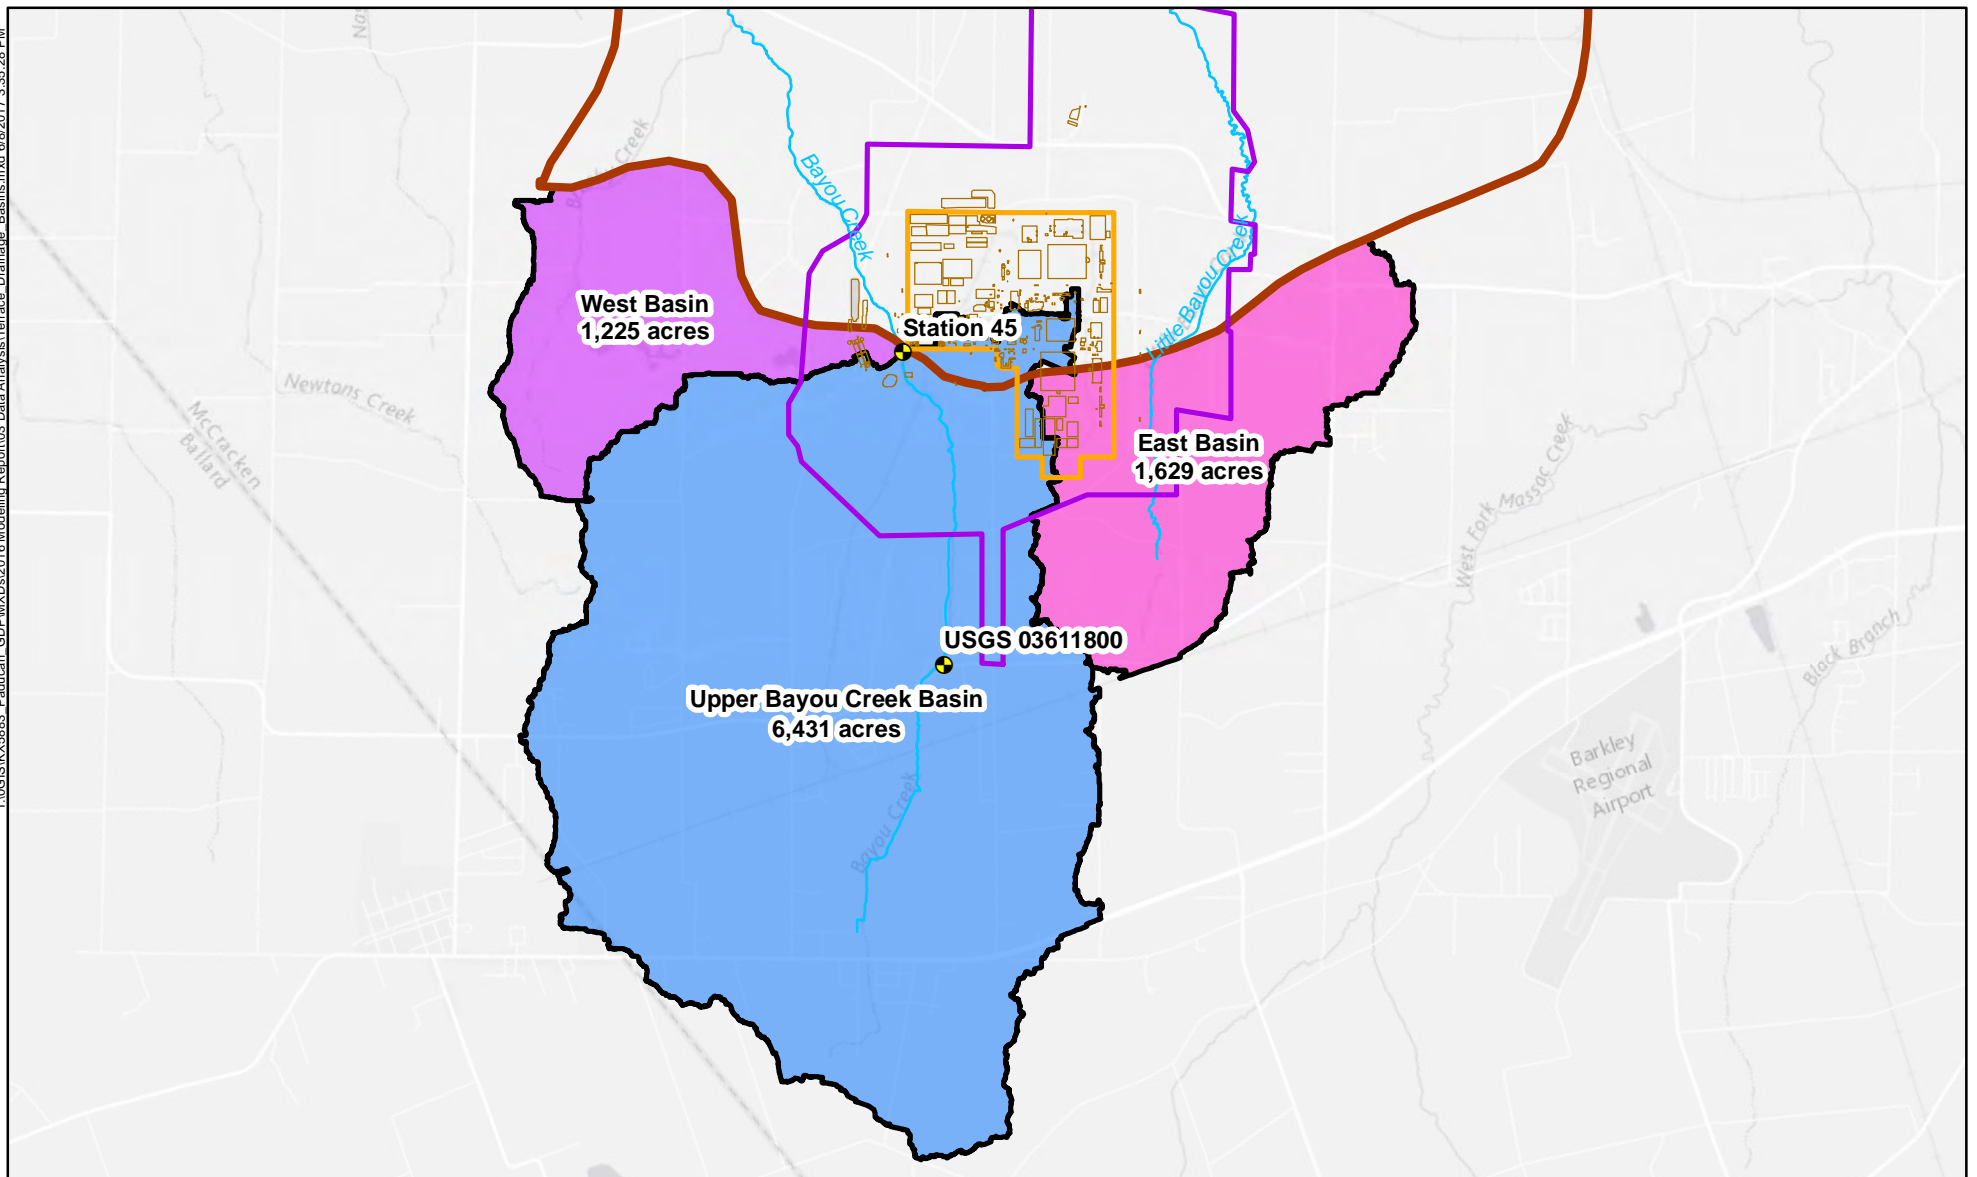 Bayou Creek
West Basin
1,225 acres
Station 45
Little Bayou Creek
Newtons Creek
McCracken
Ballard
East Basin
1,629 acres
West Fork Massac Creek
USGS 03611800
Upper Bayou Creek Basin
6,431 acres
Black Branch
Barkley
Regional
Airport
Bayou Creek